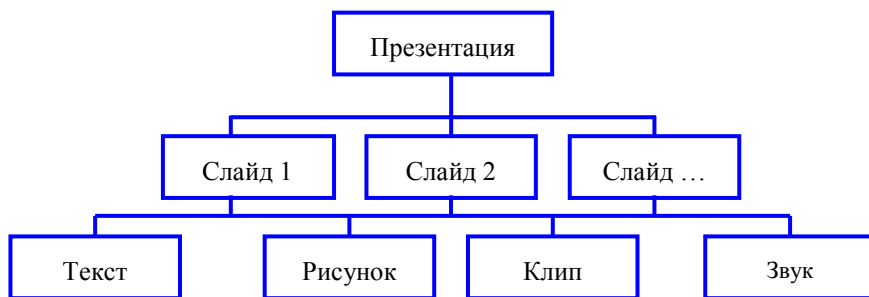 Презентация
Слайд 1
Слайд 2
Слайд …
Текст
Рисунок
Клип
Звук